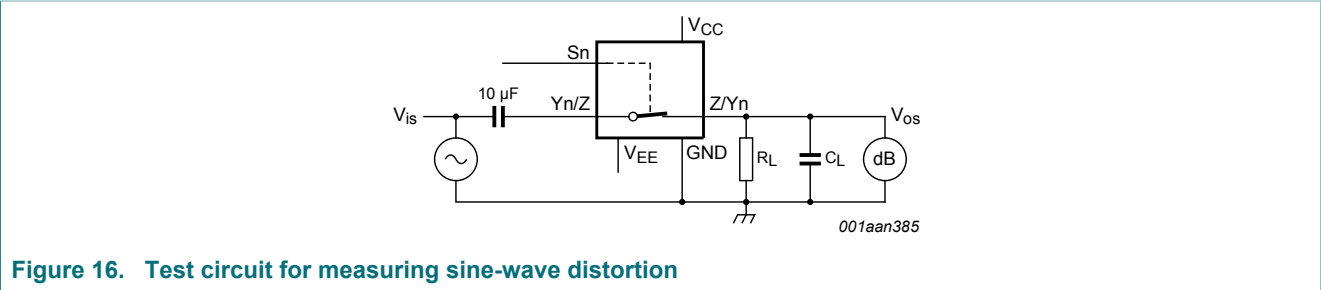 VCC
Sn
10 µF
Yn/Z
Z/Yn
Vis
Vos
VEE
GND
RL
CL
dB
001aan385
Figure 16. Test circuit for measuring sine-wave distortion